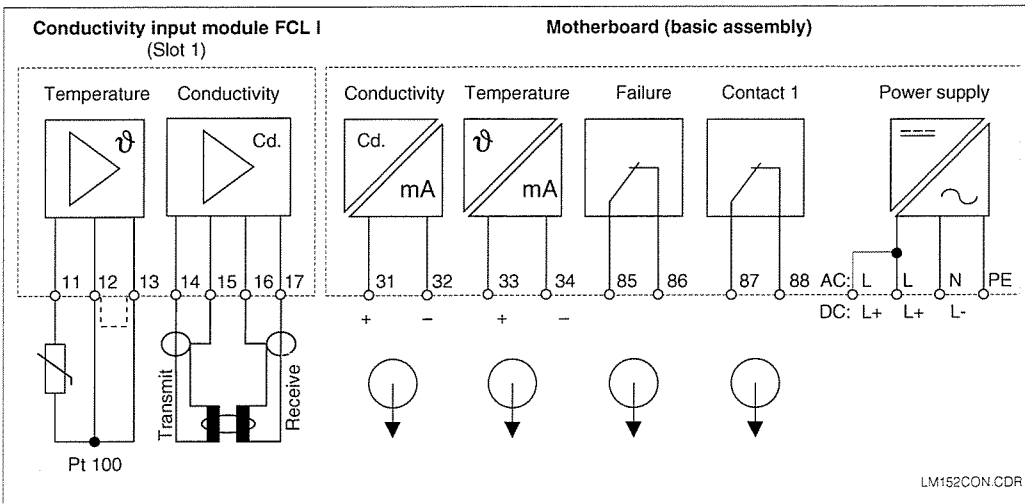 Conductivity input module FCL I
(Slot 1)
Motherboard (basic assembly)
Temperature Conductivity Conductivity Temperature Failure Contact 1 Power supply
ϑ Cd. Cd. ϑ
mA mA
11 12 13 14 15 16 17 31 32 33 34 85 86 87 88 AC: L L N PE
+ – + – DC: L+ L+ L-
Transmit
Receive
Pt 100
LM152CON.CDR